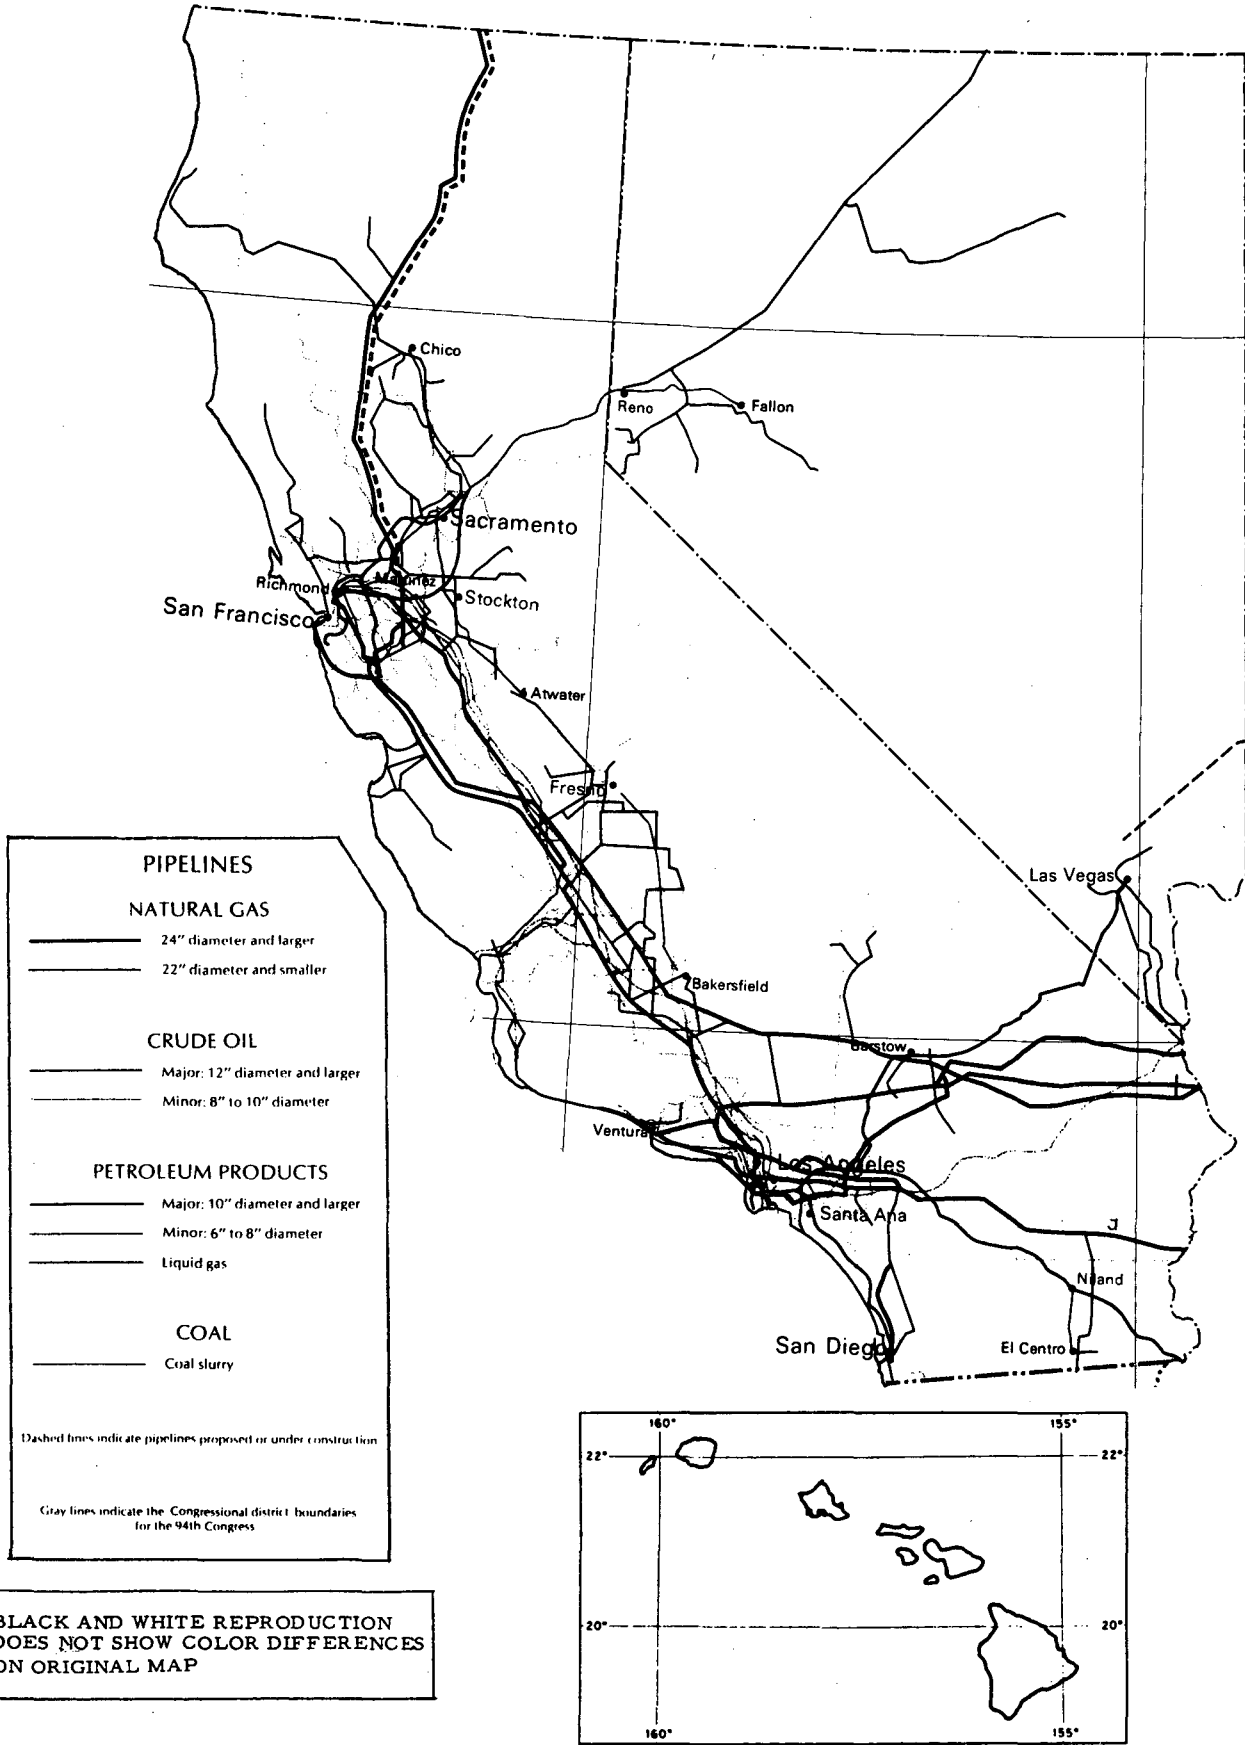 Chico
Reno
Fallon
Sacramento
Richmond
Martinez
Stockton
San Francisco
Atwater
Fresno
Las Vegas
Bakersfield
Barstow
Ventura
Los Angeles
Santa Ana
Niland
San Diego
El Centro
PIPELINES
NATURAL GAS
24" diameter and larger
22" diameter and smaller
CRUDE OIL
Major: 12" diameter and larger
Minor: 8" to 10" diameter
PETROLEUM PRODUCTS
Major: 10" diameter and larger
Minor: 6" to 8" diameter
Liquid gas
COAL
Coal slurry
Dashed lines indicate pipelines proposed or under construction
Gray lines indicate the Congressional district boundaries
for the 94th Congress
BLACK AND WHITE REPRODUCTION
DOES NOT SHOW COLOR DIFFERENCES
ON ORIGINAL MAP
160° 155°
22° 22°
20° 20°
160° 155°